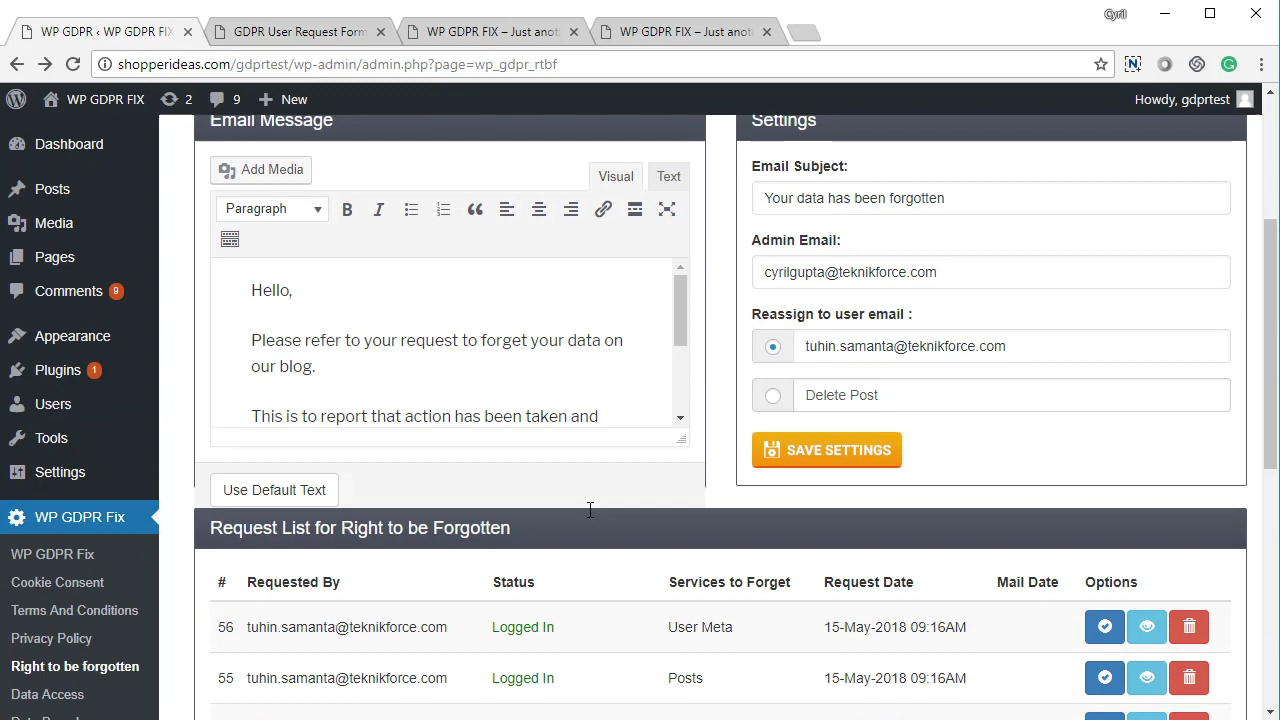 Cyril
WP GDPR ‹ WP GDPR FIX
GDPR User Request Form
WP GDPR FIX – Just anot
WP GDPR FIX – Just anot
shopperideas.com/gdprtest/wp-admin/admin.php?page=wp_gdpr_rtbf
WP GDPR FIX 2 9 New
Howdy, gdprtest
Dashboard
Posts
Media
Pages
Comments 9
Appearance
Plugins 1
Users
Tools
Settings
WP GDPR Fix
WP GDPR Fix
Cookie Consent
Terms And Conditions
Privacy Policy
Right to be forgotten
Data Access
Email Message
Add Media
Visual Text
Paragraph
Hello,
Please refer to your request to forget your data on
our blog.
This is to report that action has been taken and
Use Default Text
Settings
Email Subject:
Your data has been forgotten
Admin Email:
cyrilgupta@teknikforce.com
Reassign to user email :
tuhin.samanta@teknikforce.com
Delete Post
SAVE SETTINGS
Request List for Right to be Forgotten
# Requested By Status Services to Forget Request Date Mail Date Options
56 tuhin.samanta@teknikforce.com Logged In User Meta 15-May-2018 09:16AM
55 tuhin.samanta@teknikforce.com Logged In Posts 15-May-2018 09:16AM